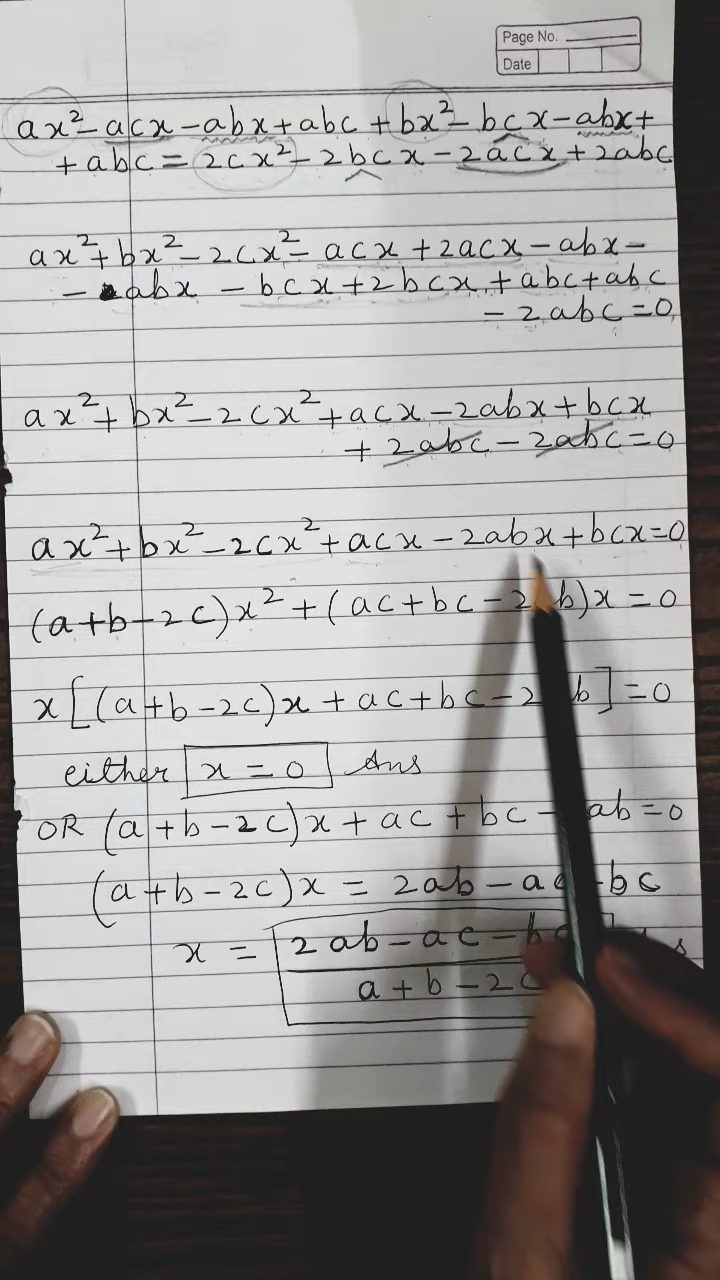 Page No.
Date
ax²-acx-abx+abc+bx²-bcx-abx+
+abc=2cx²-2bcx-2acx+2abc
ax²+bx²-2cx²-acx+2acx-abx-
-abx-bcx+2bcx+abc+abc
-2abc=0
ax²+bx²-2cx²+acx-2abx+bcx
+2abc-2abc=0
ax²+bx²-2cx²+acx-2abx+bcx=0
(a+b-2c)x²+(ac+bc-2 b)x=0
x[(a+b-2c)x+ac+bc-2 b]=0
either x=0 Ans
OR (a+b-2c)x+ac+bc- ab=0
(a+b-2c)x=2ab-ac-bc
x=2ab-ac-bc
a+b-2c